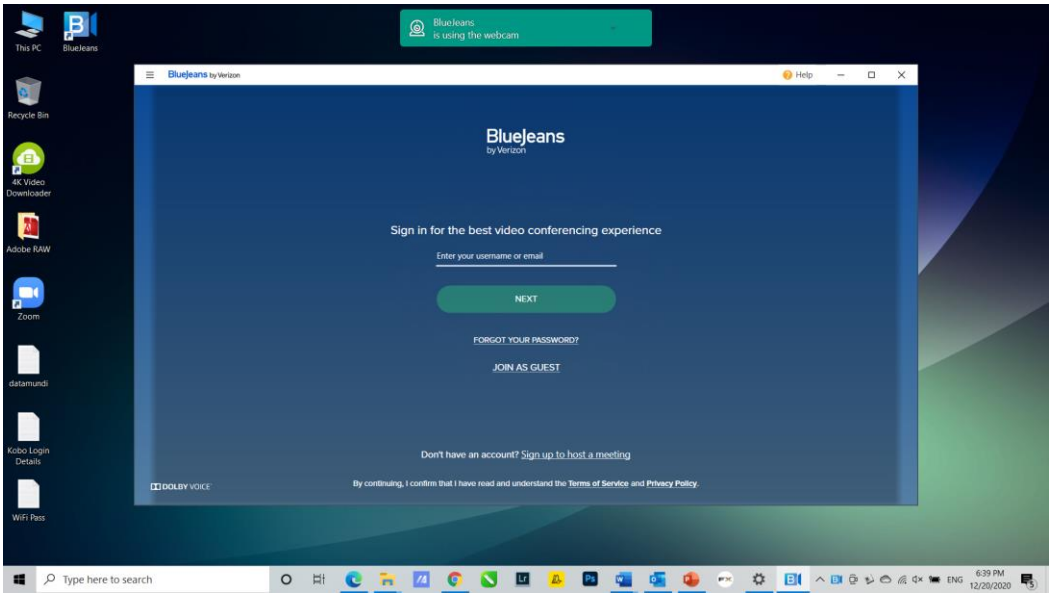 This PC
BlueJeans
BlueJeans
is using the webcam
Recycle Bin
4K Video
Downloader
Adobe RAW
Zoom
datamundi
Kobo Login
Details
WiFi Pass
BlueJeans by Verizon
Help
BlueJeans
by Verizon
Sign in for the best video conferencing experience
Enter your username or email
NEXT
FORGOT YOUR PASSWORD?
JOIN AS GUEST
Don't have an account? Sign up to host a meeting
DOLBY VOICE
By continuing, I confirm that I have read and understand the Terms of Service and Privacy Policy.
Type here to search
Lr
Ps
ENG
6:39 PM
12/20/2020
5